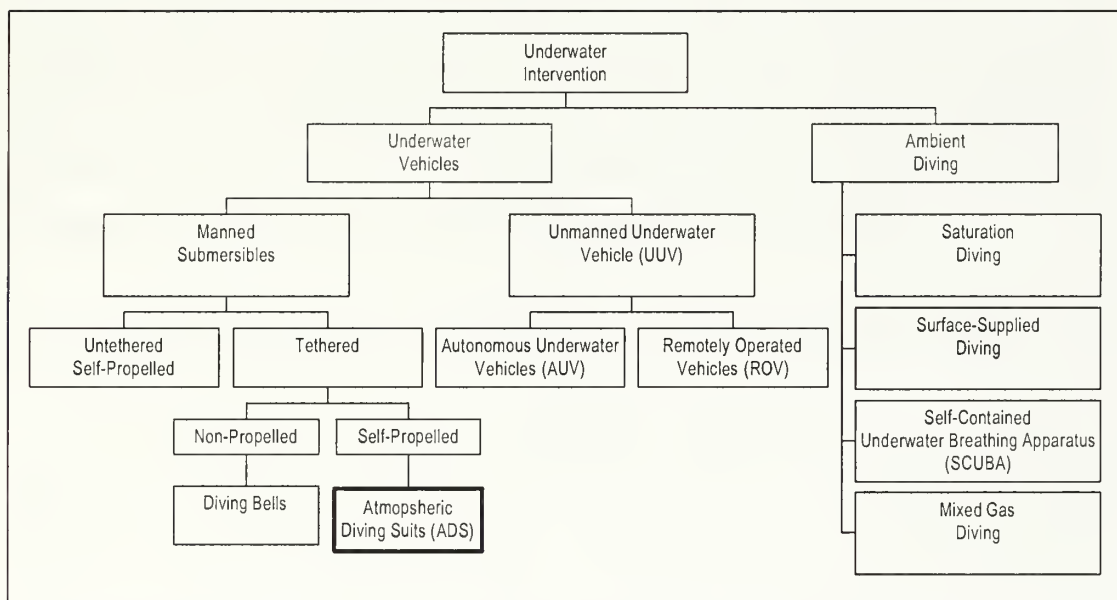 Underwater
Intervention
Underwater
Vehicles
Ambient
Diving
Manned
Submersibles
Unmanned Underwater
Vehicle (UUV)
Saturation
Diving
Untethered
Self-Propelled
Tethered
Autonomous Underwater
Vehicles (AUV)
Remotely Operated
Vehicles (ROV)
Surface-Supplied
Diving
Non-Propelled
Self-Propelled
Self-Contained
Underwater Breathing Apparatus
(SCUBA)
Diving Bells
Atmopsheric
Diving Suits (ADS)
Mixed Gas
Diving